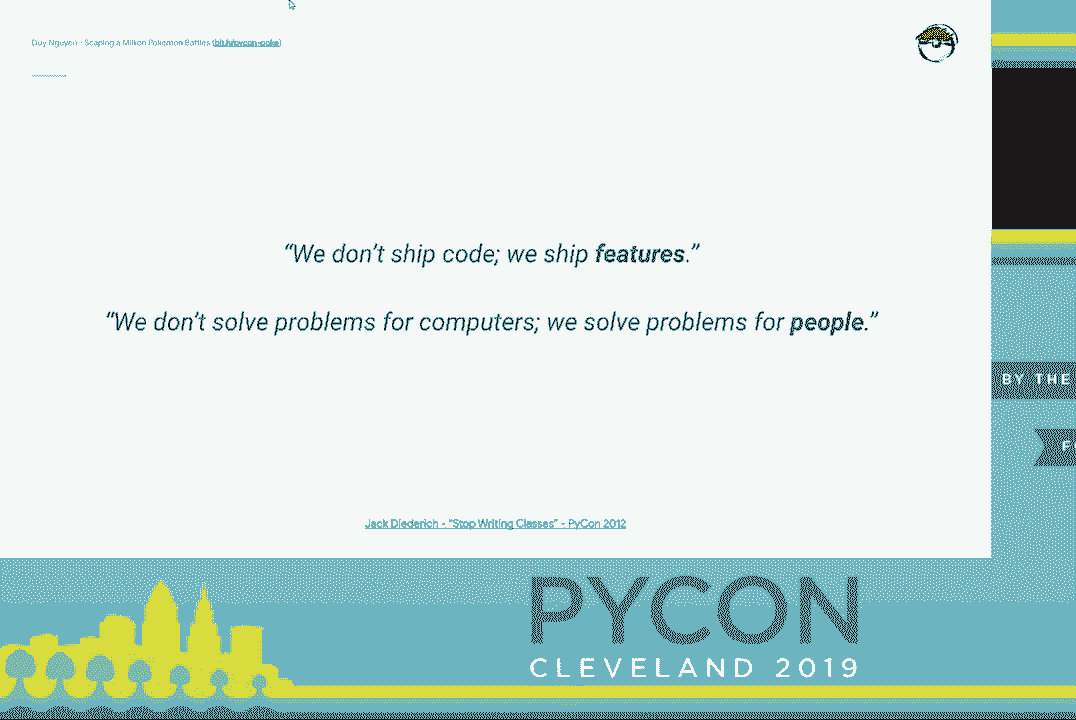 Duy Nguyen - Scaping a Million Pokemon Battles (bit.ly/pycon-poke)
“We don’t ship code; we ship features.”
“We don’t solve problems for computers; we solve problems for people.”
Jack Diederich - “Stop Writing Classes” - PyCon 2012
BY THE
PYCON
CLEVELAND 2019